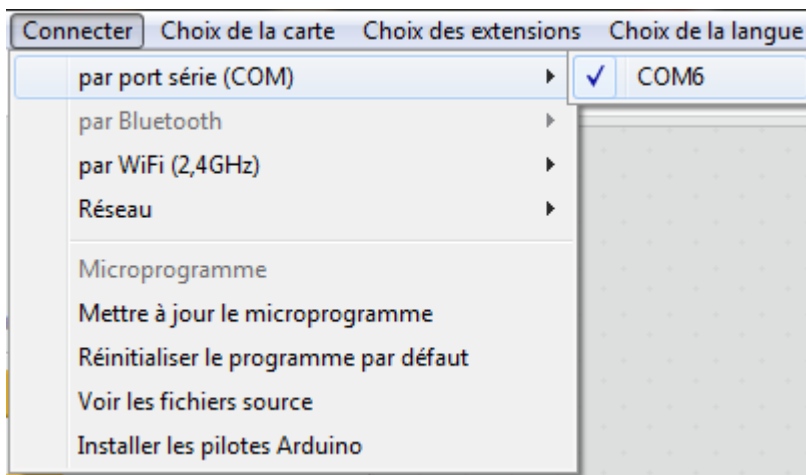 Connecter Choix de la carte Choix des extensions Choix de la langue
par port série (COM) COM6
par Bluetooth
par WiFi (2,4GHz)
Réseau
Microprogramme
Mettre à jour le microprogramme
Réinitialiser le programme par défaut
Voir les fichiers source
Installer les pilotes Arduino